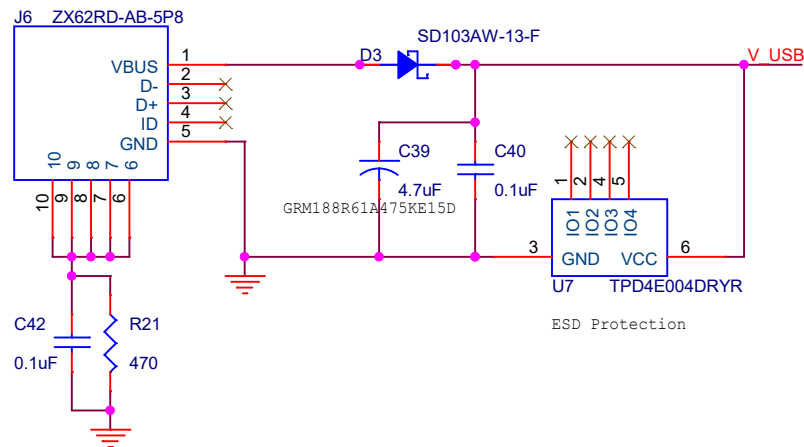 J6 ZX62RD-AB-5P8
VBUS 1
D- 2
D+ 3
ID 4
GND 5
10 9 8 7 6
10 9 8 7 6
D3
SD103AW-13-F
V_USB
C39
4.7uF
GRM188R61A475KE15D
C40
0.1uF
1 2 4 5
IO1 IO2 IO3 IO4
3 GND VCC 6
U7 TPD4E004DRYR
ESD Protection
C42
0.1uF
R21
470